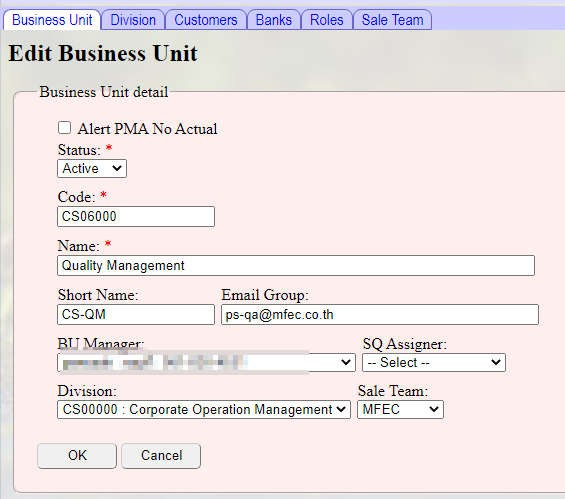 Business Unit Division Customers Banks Roles Sale Team
Edit Business Unit
Business Unit detail
Alert PMA No Actual
Status: *
Active
Code: *
CS06000
Name: *
Quality Management
Short Name: Email Group:
CS-QM ps-qa@mfec.co.th
BU Manager: SQ Assigner:
-- Select --
Division: Sale Team:
CS00000 : Corporate Operation Management MFEC
OK Cancel